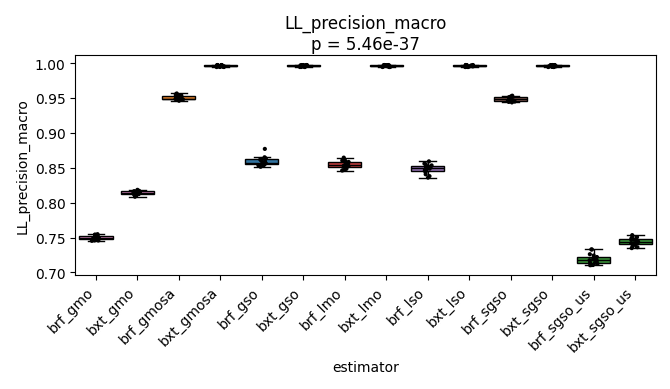 LL_precision_macro
p = 5.46e-37
LL_precision_macro
1.00
0.95
0.90
0.85
0.80
0.75
0.70
brf_gmo
bxt_gmo
brf_gmosa
bxt_gmosa
brf_gso
bxt_gso
brf_lmo
bxt_lmo
brf_lso
bxt_lso
brf_sgso
bxt_sgso
brf_sgso_us
bxt_sgso_us
estimator